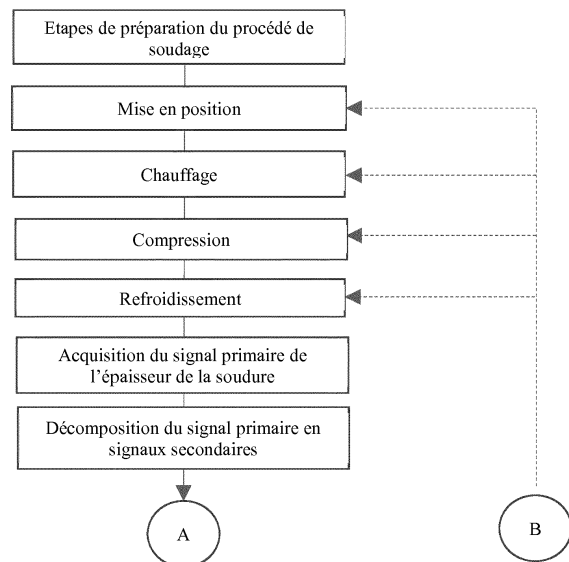 Etapes de préparation du procédé de
soudage
Mise en position
Chauffage
Compression
Refroidissement
Acquisition du signal primaire de
l'épaisseur de la soudure
Décomposition du signal primaire en
signaux secondaires
A
B